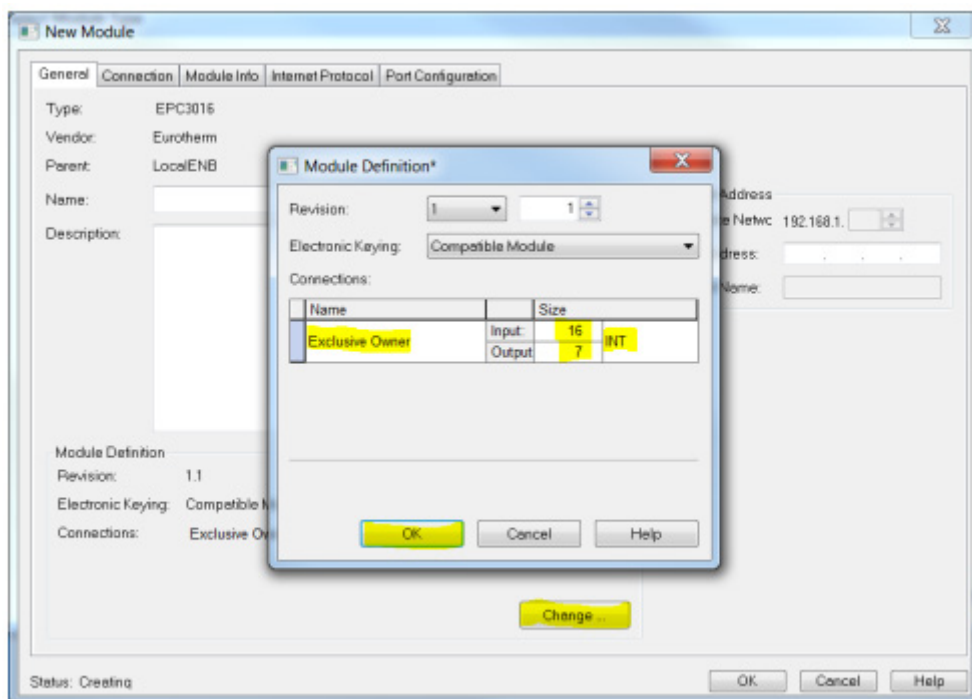 New Module
General Connection Module Info Internet Protocol Port Configuration
Type: EPC3016
Vendor: Eurotherm
Parent: LocalENB
Name:
Description:
Address
192.168.1.
dress:
Name:
Module Definition
Revision: 1.1
Electronic Keying: Compatible
Connections: Exclusive
Change ..
Status: Creating
OK Cancel Help
Module Definition*
Revision: 1 1
Electronic Keying: Compatible Module
Connections:
Name Size
Exclusive Owner Input: 16 INT
Output 7
OK Cancel Help